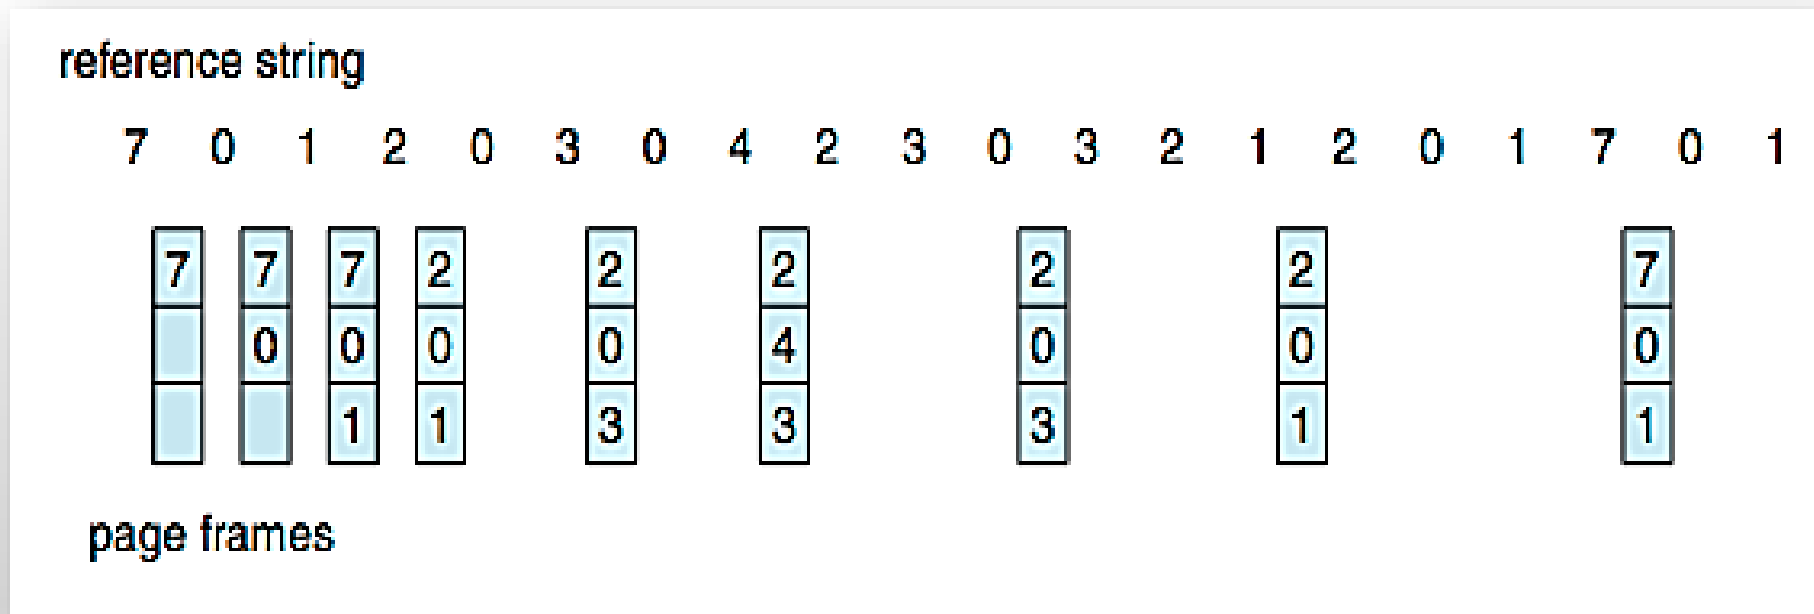 reference string
7 0 1 2 0 3 0 4 2 3 0 3 2 1 2 0 1 7 0 1
7 7 7 2 2 2 2 2 7
0 0 0 0 4 0 0 0
1 1 3 3 3 1 1
page frames